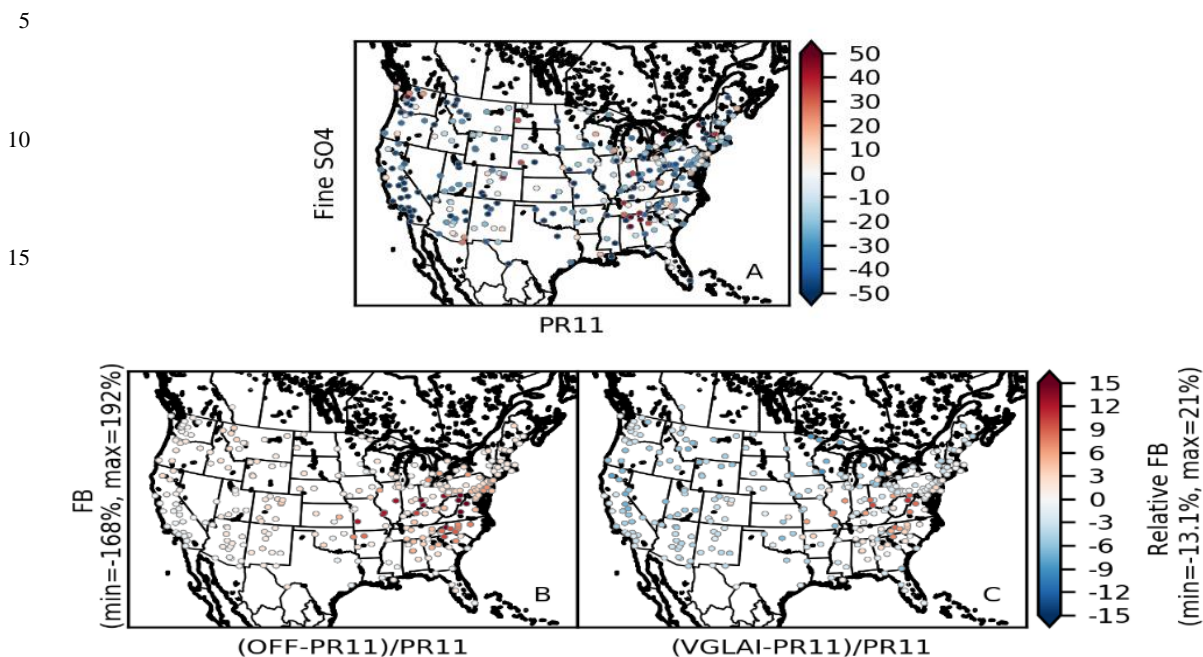 5
10
15
Fine SO4
A
50
40
30
20
10
0
-10
-20
-30
-40
-50
PR11
FB
(min=-168%, max=192%)
B
C
15
12
9
6
3
0
-3
-6
-9
-12
-15
Relative FB
(min=-13.1%, max=21%)
(OFF-PR11)/PR11
(VGLAI-PR11)/PR11